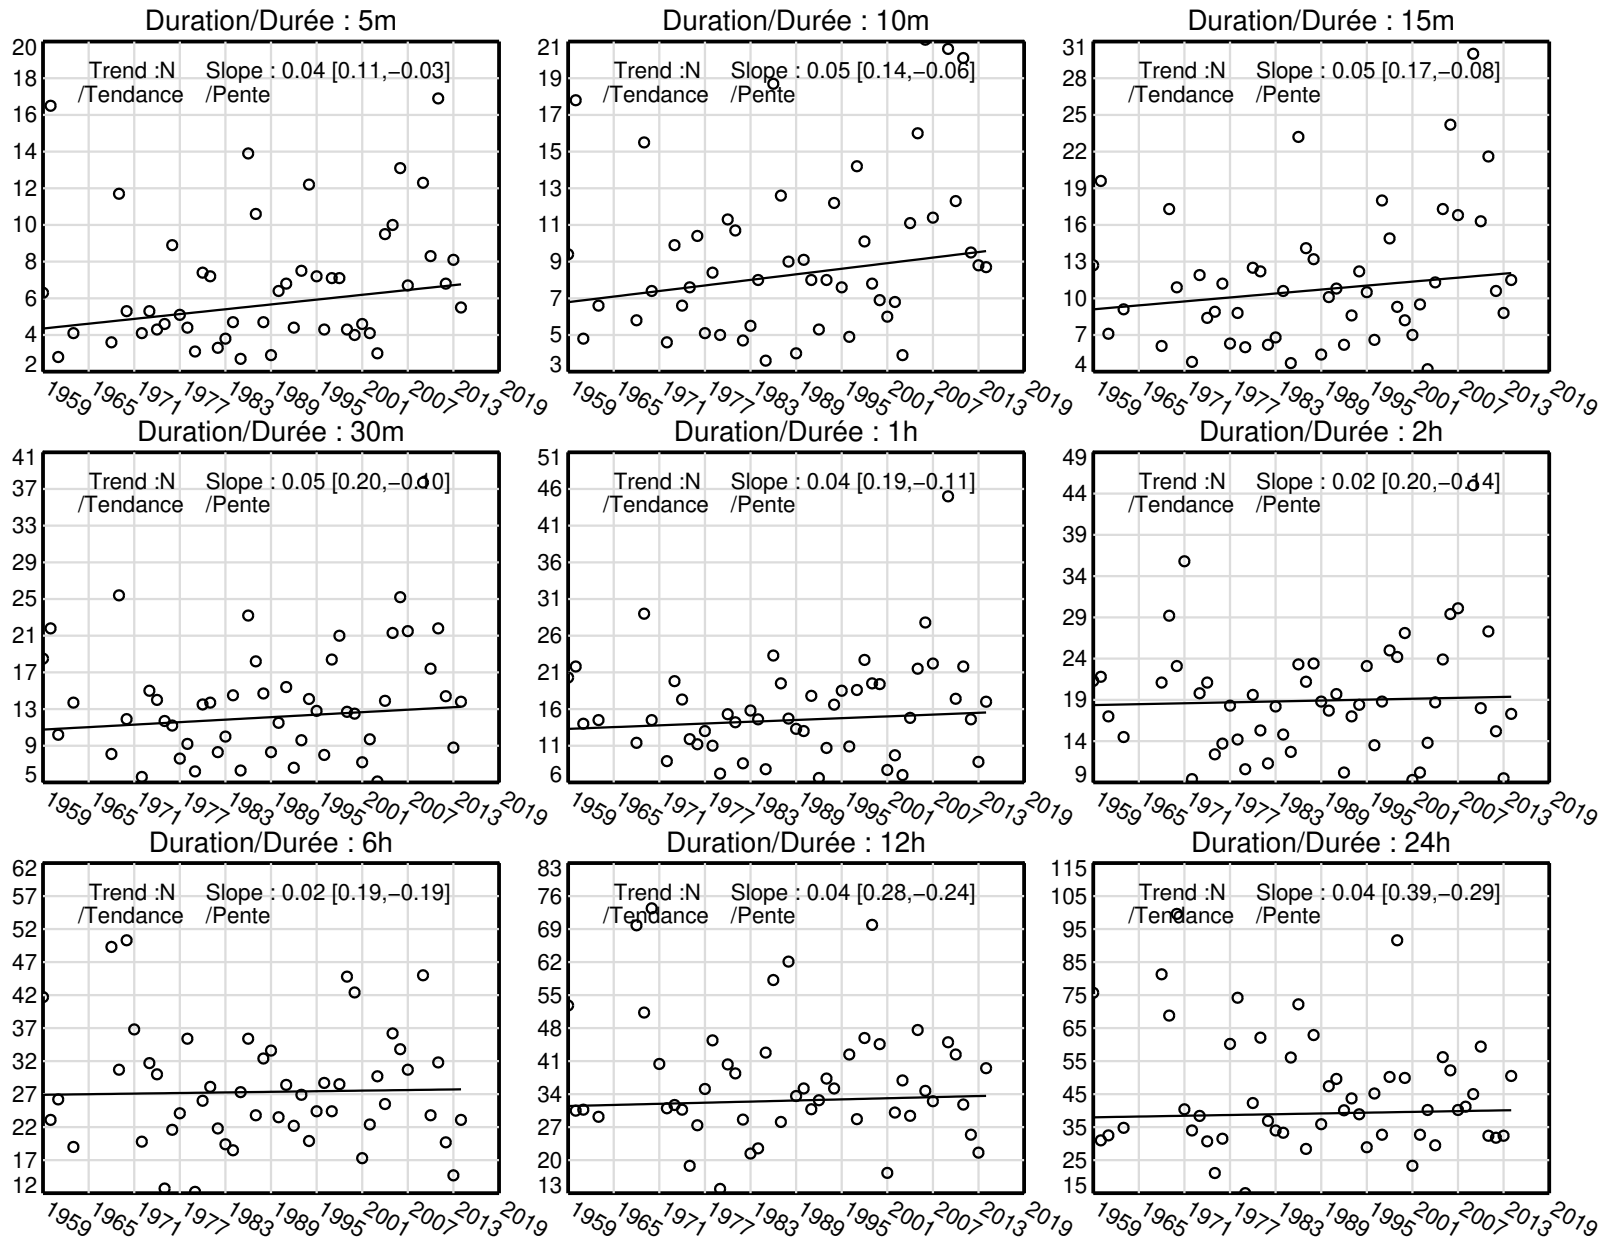 Duration/Durée : 5m
Trend :N Slope : 0.04 [0.11,−0.03]
/Tendance /Pente
20
18
16
14
12
10
8
6
4
2
1959 1965 1971 1977 1983 1989 1995 2001 2007 2013 2019
Duration/Durée : 10m
Trend :N Slope : 0.05 [0.14,−0.06]
/Tendance /Pente
21
19
17
15
13
11
9
7
5
3
1959 1965 1971 1977 1983 1989 1995 2001 2007 2013 2019
Duration/Durée : 15m
Trend :N Slope : 0.05 [0.17,−0.08]
/Tendance /Pente
31
28
25
22
19
16
13
10
7
4
1959 1965 1971 1977 1983 1989 1995 2001 2007 2013 2019
Duration/Durée : 30m
Trend :N Slope : 0.05 [0.20,−0.10]
/Tendance /Pente
41
37
33
29
25
21
17
13
9
5
1959 1965 1971 1977 1983 1989 1995 2001 2007 2013 2019
Duration/Durée : 1h
Trend :N Slope : 0.04 [0.19,−0.11]
/Tendance /Pente
51
46
41
36
31
26
21
16
11
6
1959 1965 1971 1977 1983 1989 1995 2001 2007 2013 2019
Duration/Durée : 2h
Trend :N Slope : 0.02 [0.20,−0.14]
/Tendance /Pente
49
44
39
34
29
24
19
14
9
1959 1965 1971 1977 1983 1989 1995 2001 2007 2013 2019
Duration/Durée : 6h
Trend :N Slope : 0.02 [0.19,−0.19]
/Tendance /Pente
62
57
52
47
42
37
32
27
22
17
12
1959 1965 1971 1977 1983 1989 1995 2001 2007 2013 2019
Duration/Durée : 12h
Trend :N Slope : 0.04 [0.28,−0.24]
/Tendance /Pente
83
76
69
62
55
48
41
34
27
20
13
1959 1965 1971 1977 1983 1989 1995 2001 2007 2013 2019
Duration/Durée : 24h
Trend :N Slope : 0.04 [0.39,−0.29]
/Tendance /Pente
115
105
95
85
75
65
55
45
35
25
15
1959 1965 1971 1977 1983 1989 1995 2001 2007 2013 2019